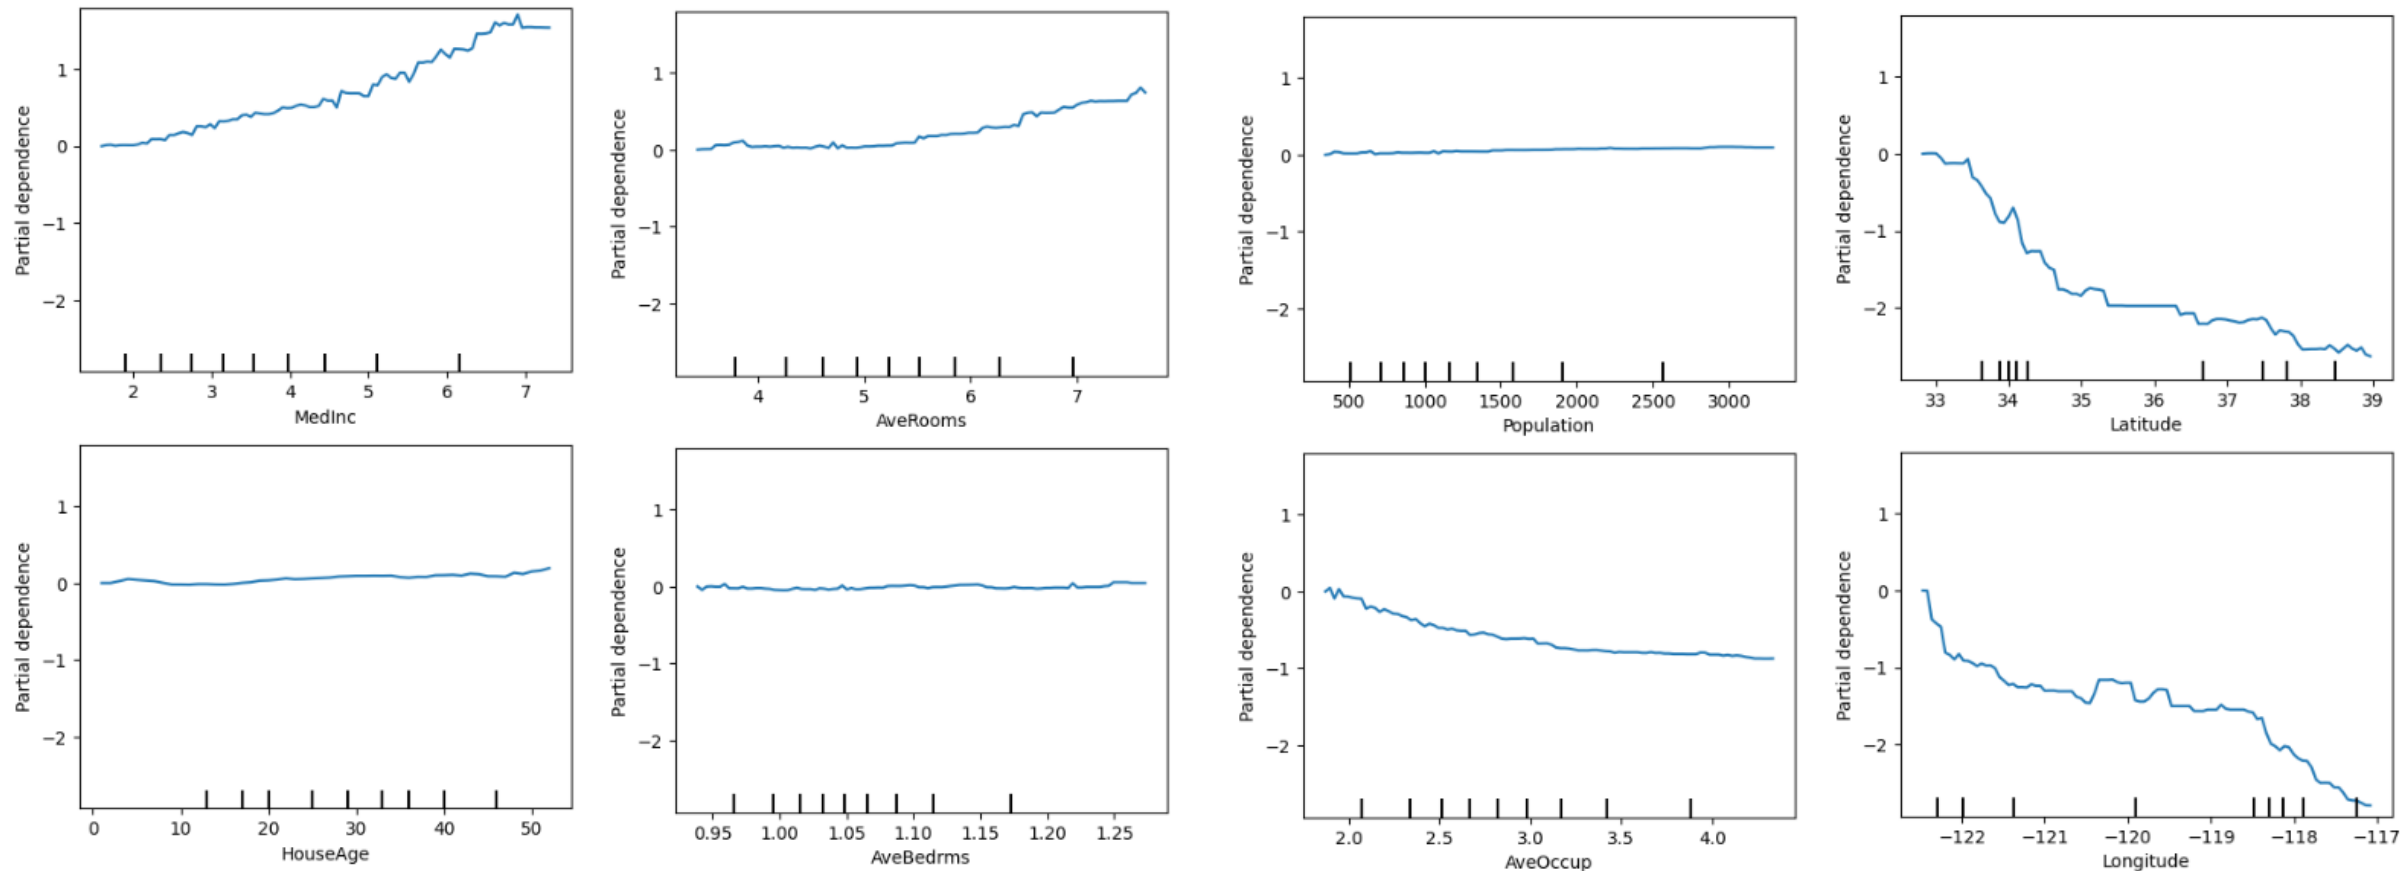 Partial dependence
1
0
−1
−2
2 3 4 5 6 7
MedInc
Partial dependence
1
0
−1
−2
4 5 6 7
AveRooms
Partial dependence
1
0
−1
−2
500 1000 1500 2000 2500 3000
Population
Partial dependence
1
0
−1
−2
33 34 35 36 37 38 39
Latitude
Partial dependence
1
0
−1
−2
0 10 20 30 40 50
HouseAge
Partial dependence
1
0
−1
−2
0.95 1.00 1.05 1.10 1.15 1.20 1.25
AveBedrms
Partial dependence
1
0
−1
−2
2.0 2.5 3.0 3.5 4.0
AveOccup
Partial dependence
1
0
−1
−2
−122 −121 −120 −119 −118 −117
Longitude